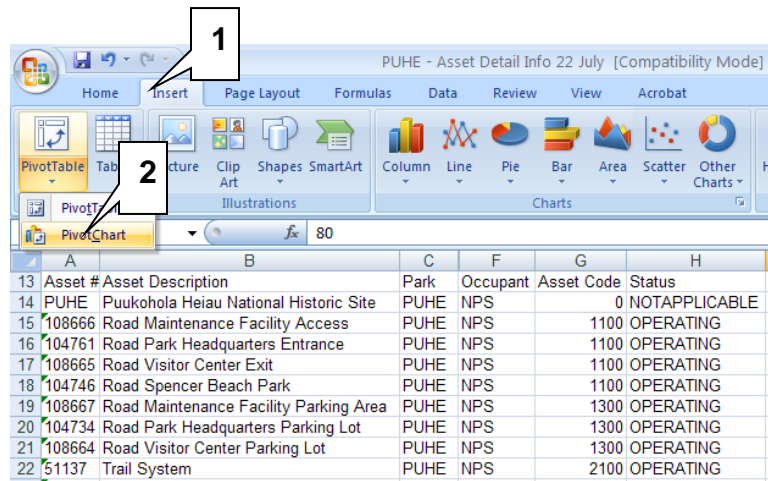 1
PUHE - Asset Detail Info 22 July [Compatibility Mode]
Home Insert Page Layout Formulas Data Review View Acrobat
PivotTable Clip Art Shapes SmartArt Column Line Pie Bar Area Scatter Other Charts
2
Illustrations Charts
PivotChart
fx 80
A B C F G H
13 Asset # Asset Description Park Occupant Asset Code Status
14 PUHE Puukohola Heiau National Historic Site PUHE NPS 0 NOTAPPLICABLE
15 108666 Road Maintenance Facility Access PUHE NPS 1100 OPERATING
16 104761 Road Park Headquarters Entrance PUHE NPS 1100 OPERATING
17 108665 Road Visitor Center Exit PUHE NPS 1100 OPERATING
18 104746 Road Spencer Beach Park PUHE NPS 1100 OPERATING
19 108667 Road Maintenance Facility Parking Area PUHE NPS 1300 OPERATING
20 104734 Road Park Headquarters Parking Lot PUHE NPS 1300 OPERATING
21 108664 Road Visitor Center Parking Lot PUHE NPS 1300 OPERATING
22 51137 Trail System PUHE NPS 2100 OPERATING